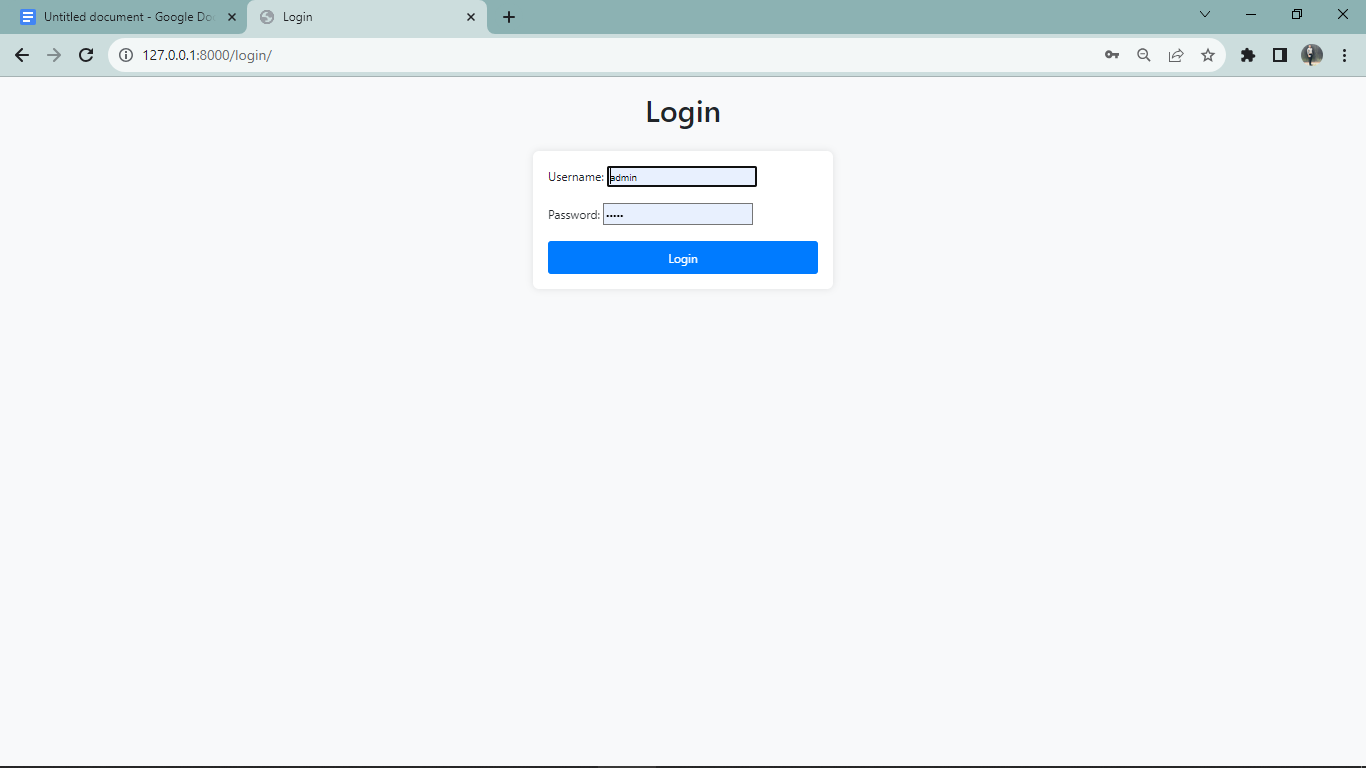 Untitled document - Google Do
Login
127.0.0.1:8000/login/
Login
Username: admin
Password: •••••
Login